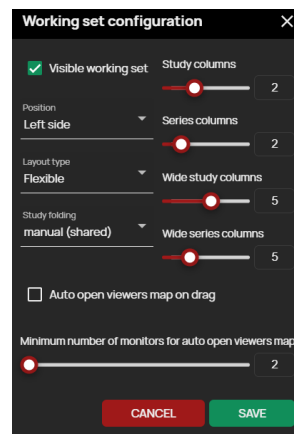 Working set configuration
Visible working set
Study columns
2
Position
Left side
Series columns
2
Layout type
Flexible
Wide study columns
5
Study folding
manual (shared)
Wide series columns
5
Auto open viewers map on drag
Minimum number of monitors for auto open viewers map
2
CANCEL
SAVE